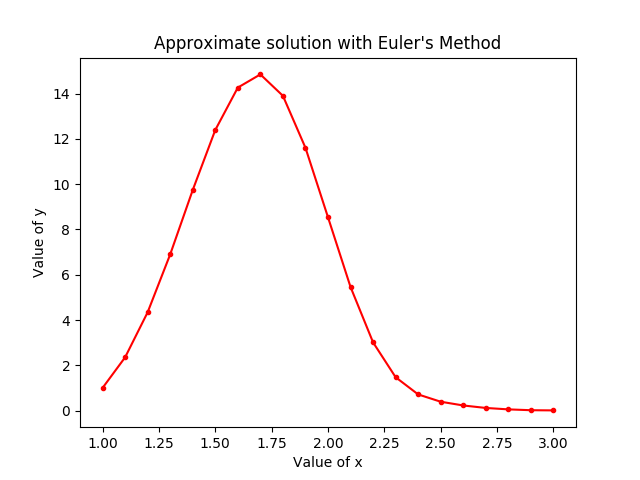 Approximate solution with Euler's Method
Value of y
14
12
10
8
6
4
2
0
1.00 1.25 1.50 1.75 2.00 2.25 2.50 2.75 3.00
Value of x